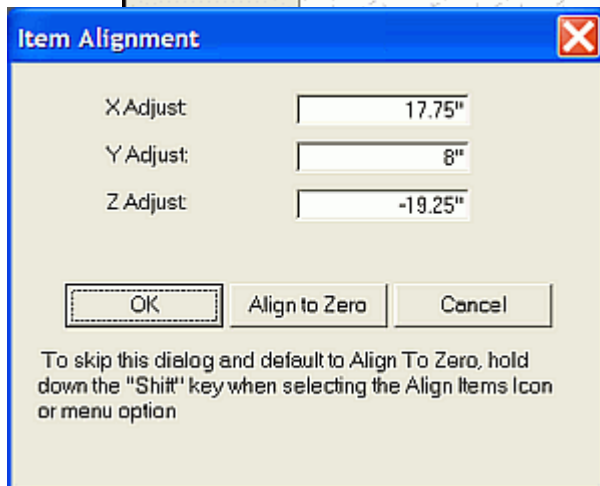 Item Alignment
X Adjust: 17.75"
Y Adjust: 8"
Z Adjust: -19.25"
OK Align to Zero Cancel
To skip this dialog and default to Align To Zero, hold
down the "Shift" key when selecting the Align Items Icon
or menu option